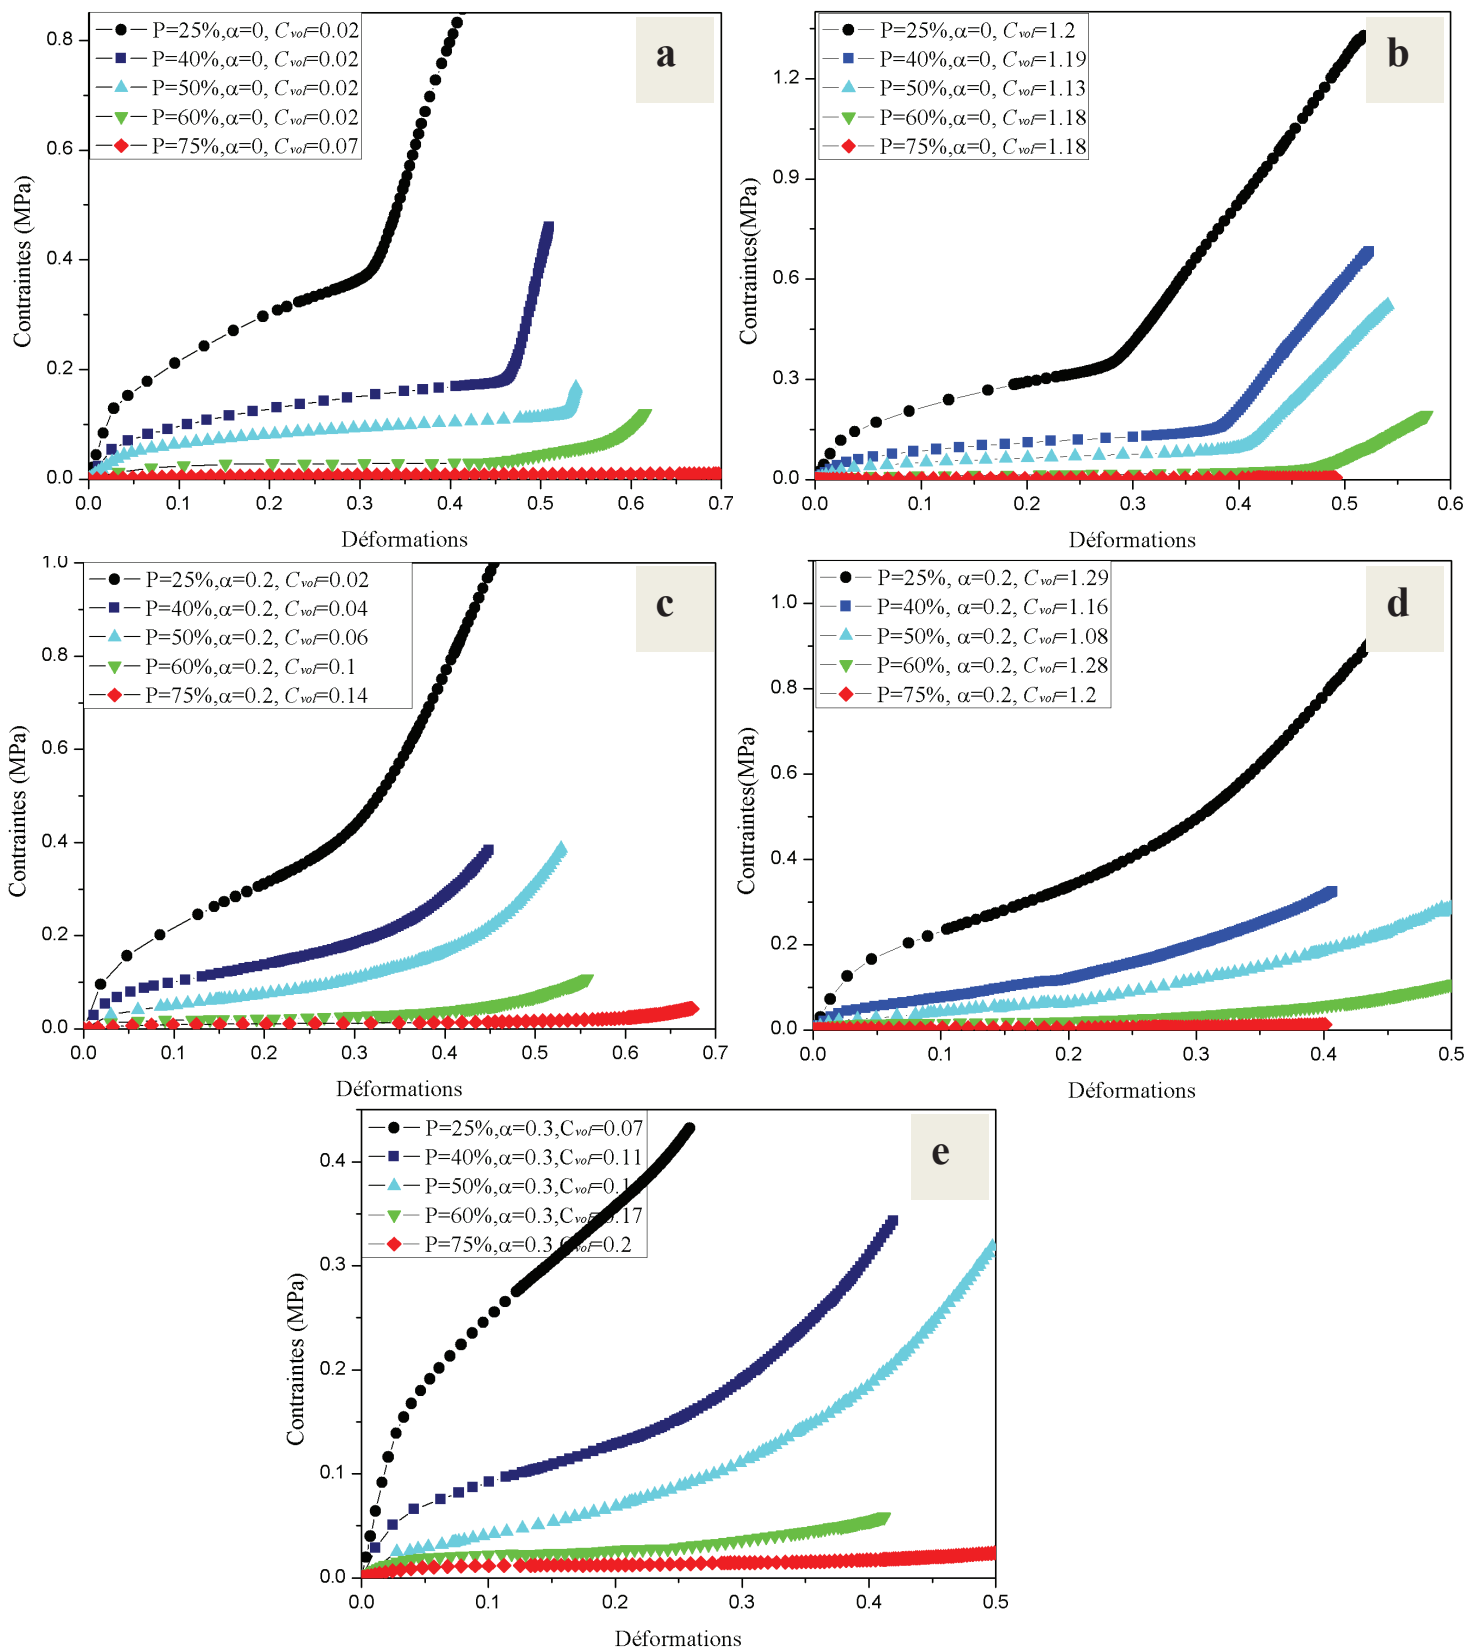 P=25%,α=0, Cvol=0.02
P=40%,α=0, Cvol=0.02
P=50%,α=0, Cvol=0.02
P=60%,α=0, Cvol=0.02
P=75%,α=0, Cvol=0.07
a
0.8
0.6
0.4
0.2
0.0
Contraintes (MPa)
0.0 0.1 0.2 0.3 0.4 0.5 0.6 0.7
Déformations
P=25%,α=0, Cvol=1.2
P=40%,α=0, Cvol=1.19
P=50%,α=0, Cvol=1.13
P=60%,α=0, Cvol=1.18
P=75%,α=0, Cvol=1.18
b
1.2
0.9
0.6
0.3
0.0
Contraintes(MPa)
0.0 0.1 0.2 0.3 0.4 0.5 0.6
Déformations
P=25%,α=0.2, Cvol=0.02
P=40%,α=0.2, Cvol=0.04
P=50%,α=0.2, Cvol=0.06
P=60%,α=0.2, Cvol=0.1
P=75%,α=0.2, Cvol=0.14
c
1.0
0.8
0.6
0.4
0.2
0.0
Contraintes (MPa)
0.0 0.1 0.2 0.3 0.4 0.5 0.6 0.7
Déformations
P=25%, α=0.2, Cvol=1.29
P=40%, α=0.2, Cvol=1.16
P=50%, α=0.2, Cvol=1.08
P=60%, α=0.2, Cvol=1.28
P=75%, α=0.2, Cvol=1.2
d
1.0
0.8
0.6
0.4
0.2
0.0
Contraintes(MPa)
0.0 0.1 0.2 0.3 0.4 0.5
Déformations
P=25%,α=0.3,Cvol=0.07
P=40%,α=0.3,Cvol=0.11
P=50%,α=0.3,Cvol=0.1
P=60%,α=0.3,Cvol=0.17
P=75%,α=0.3,Cvol=0.2
e
0.4
0.3
0.2
0.1
0.0
Contraintes (MPa)
0.0 0.1 0.2 0.3 0.4 0.5
Déformations